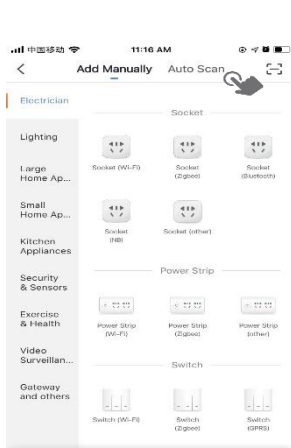 中国移动 11:16 AM
Add Manually Auto Scan
Electrician
Lighting
Large
Home Ap...
Small
Home Ap...
Kitchen
Appliances
Security
& Sensors
Exercise
& Health
Video
Surveillan...
Gateway
and others
Socket
Socket (Wi-Fi)
Socket
(Zigbee)
Socket
(Bluetooth)
Socket
(NB)
Socket (other)
Power Strip
Power Strip
(Wi-Fi)
Power Strip
(Zigbee)
Power Strip
(other)
Switch
Switch (Wi-Fi)
Switch
(Zigbee)
Switch
(GPRS)